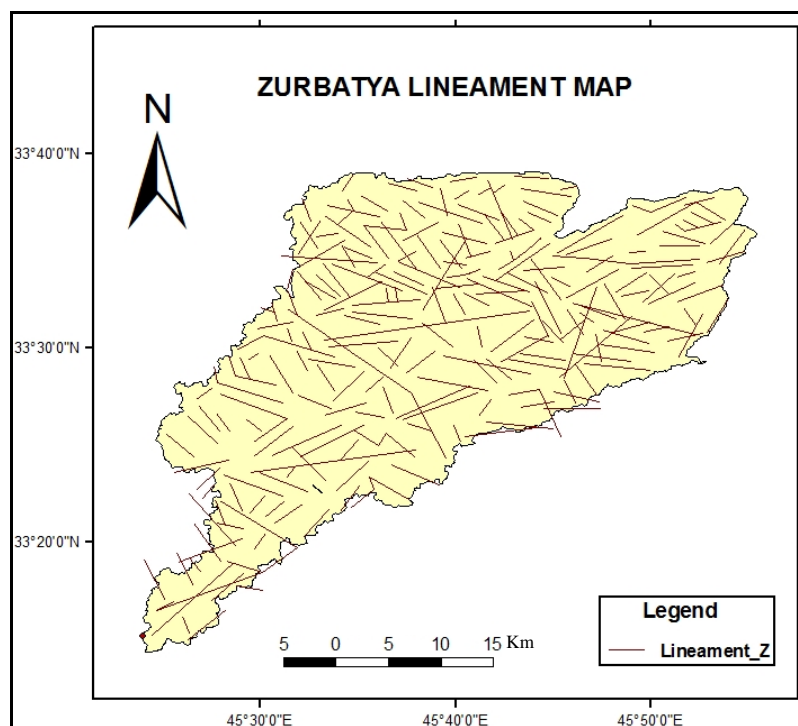 ZURBATYA LINEAMENT MAP
N
33°40'0"N
33°30'0"N
33°20'0"N
Legend
Lineament_Z
5 0 5 10 15 Km
45°30'0"E 45°40'0"E 45°50'0"E